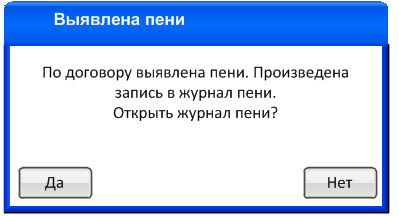 Выявлена пени
По договору выявлена пени. Произведена
запись в журнал пени.
Открыть журнал пени?
Да
Нет